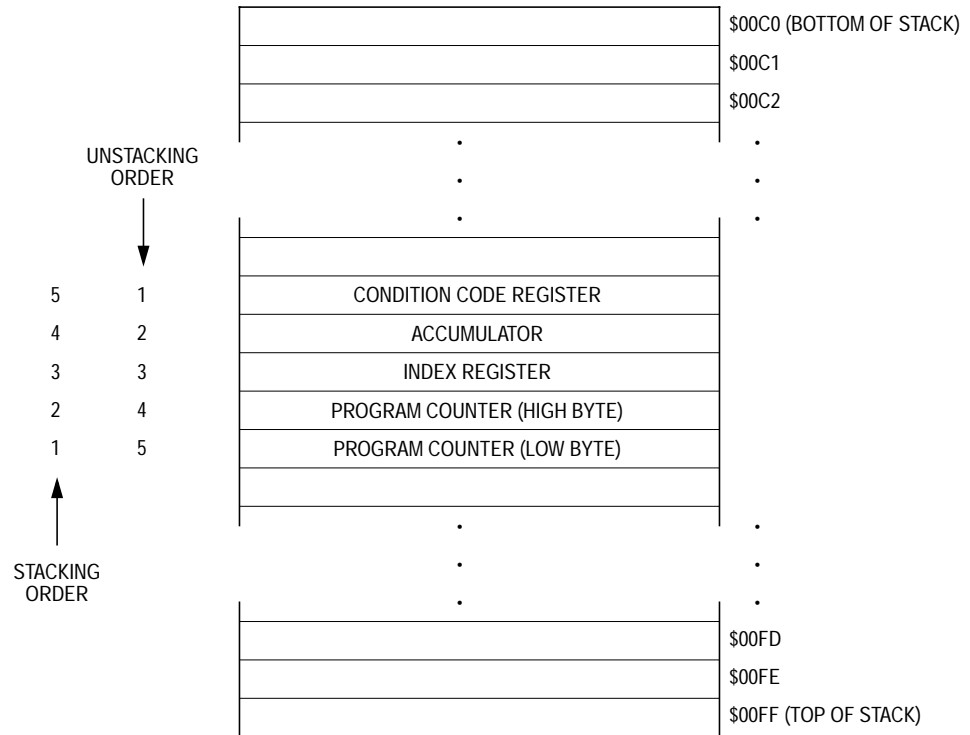 $00C0 (BOTTOM OF STACK)
$00C1
$00C2
UNSTACKING
ORDER
5 1 CONDITION CODE REGISTER
4 2 ACCUMULATOR
3 3 INDEX REGISTER
2 4 PROGRAM COUNTER (HIGH BYTE)
1 5 PROGRAM COUNTER (LOW BYTE)
STACKING
ORDER
$00FD
$00FE
$00FF (TOP OF STACK)